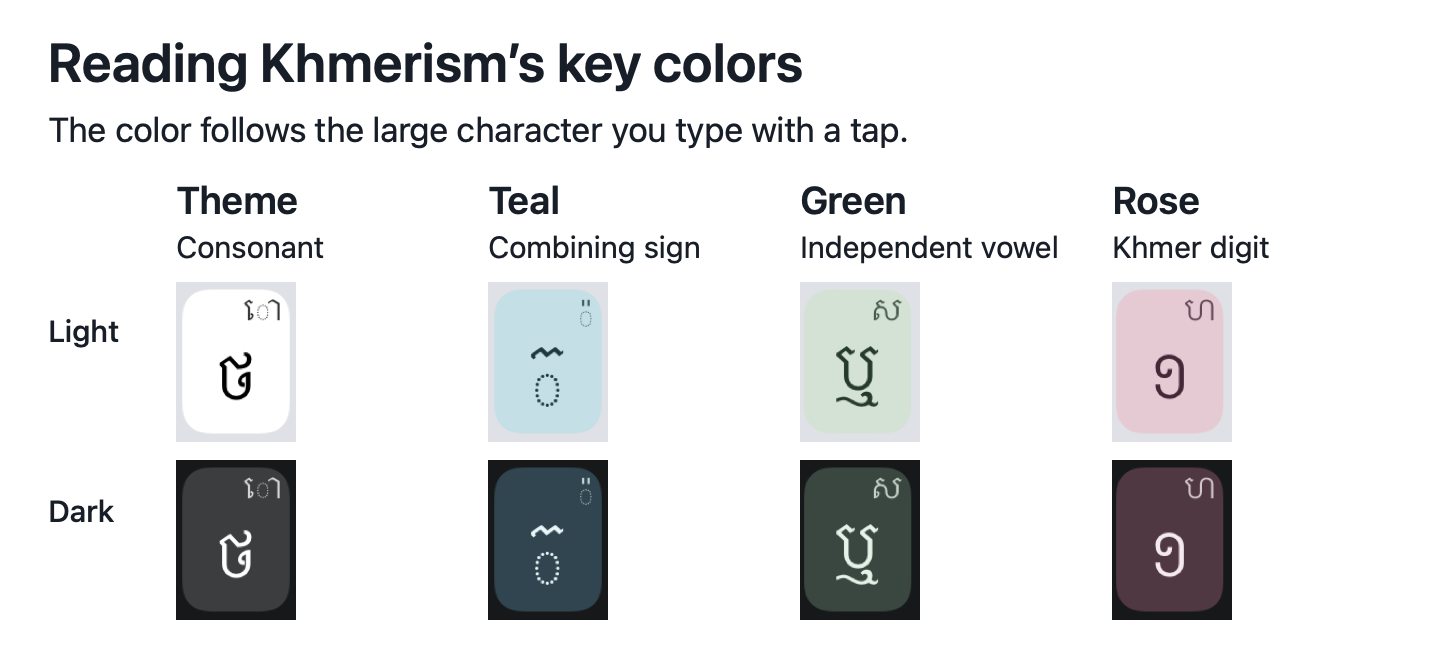 Reading Khmerism’s key colors
The color follows the large character you type with a tap.
Theme Teal Green Rose
Consonant Combining sign Independent vowel Khmer digit
Light
ោ ៉ ស ហ
ថ ៊ ឬ ១
Dark
ោ ៉ ស ហ
ថ ៊ ឬ ១